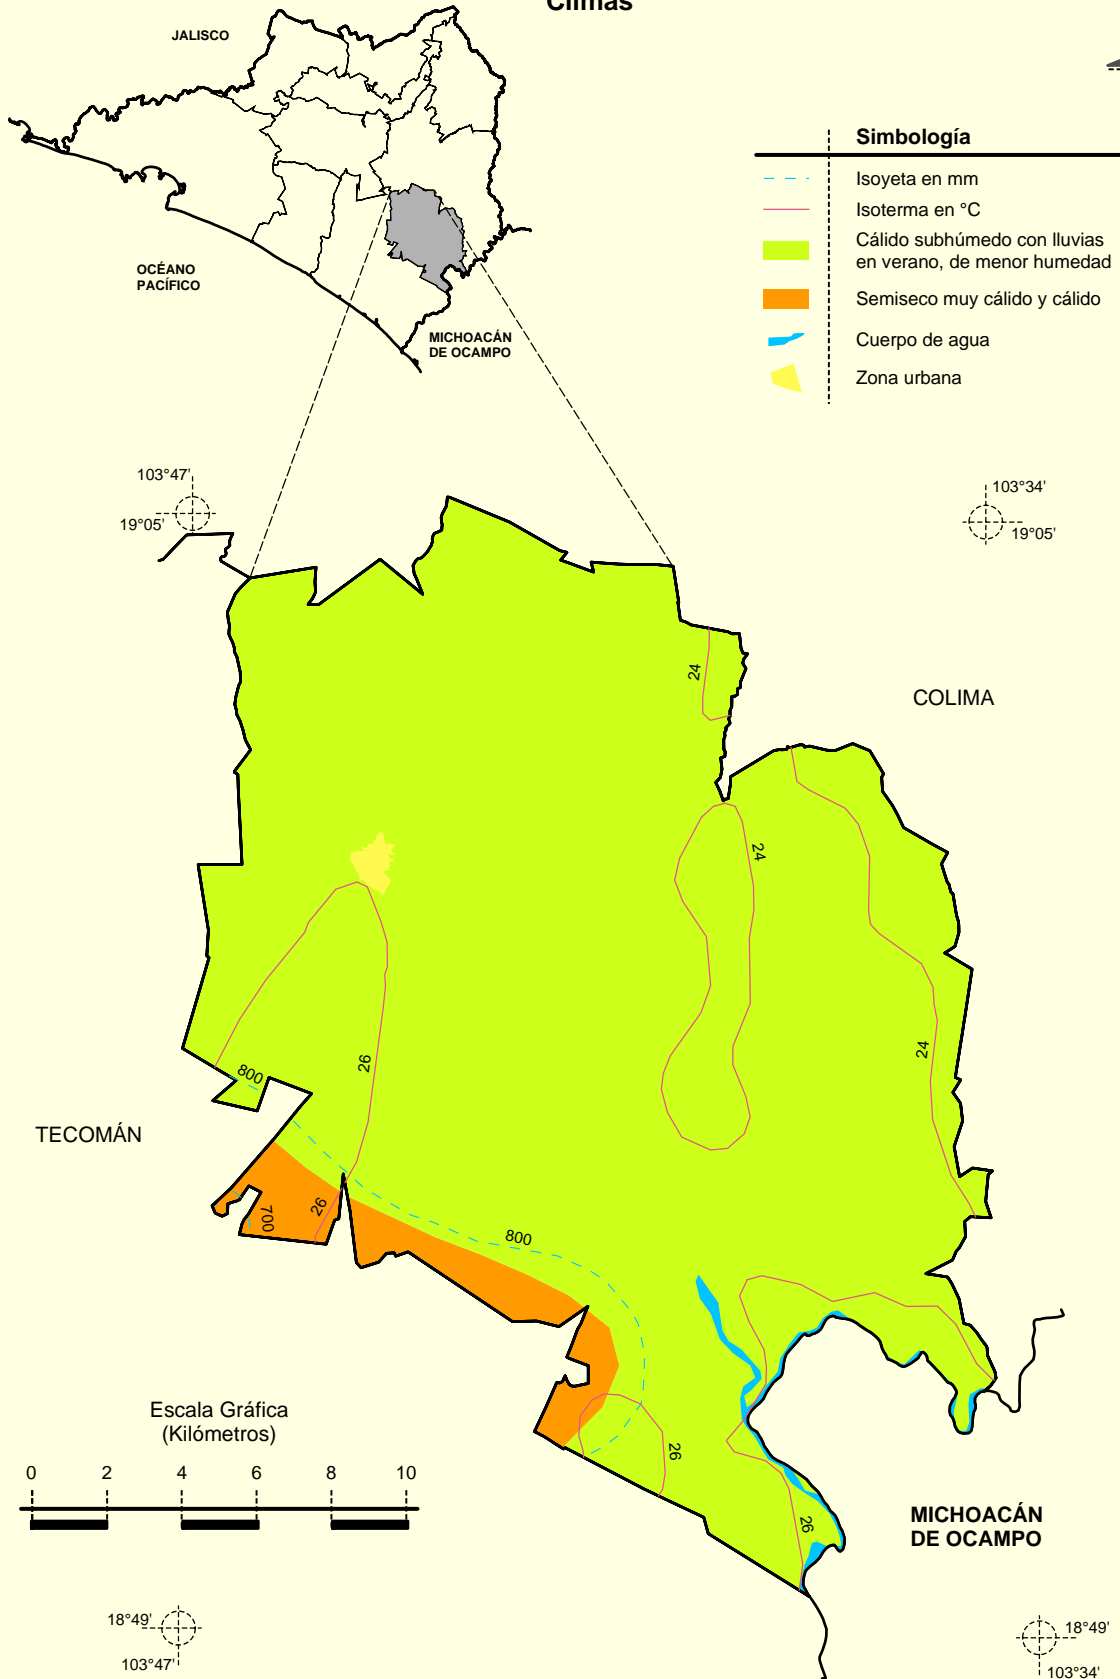 Climas
JALISCO
OCÉANO
PACÍFICO
MICHOACÁN
DE OCAMPO
Simbología
Isoyeta en mm
Isoterma en °C
Cálido subhúmedo con lluvias
en verano, de menor humedad
Semiseco muy cálido y cálido
Cuerpo de agua
Zona urbana
103°47'
19°05'
103°34'
19°05'
24
COLIMA
24
24
26
800
TECOMÁN
700
26
800
26
26
Escala Gráfica
(Kilómetros)
0 2 4 6 8 10
MICHOACÁN
DE OCAMPO
18°49'
103°47'
18°49'
103°34'